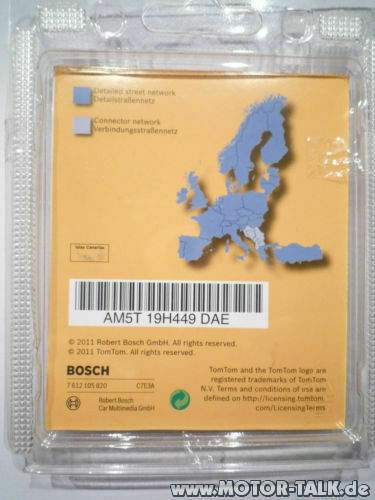 Detailed street network
Detailstraßennetz
Connector network
Verbindungsstraßennetz
Islas Canarias
AM5T 19H449 DAE
© 2011 Robert Bosch GmbH. All rights reserved.
© 2011 TomTom. All rights reserved.
BOSCH
7 612 105 820 C7E3A
Robert Bosch
Car Multimedia GmbH
TomTom and the TomTom logo are
registered trademarks of TomTom
N.V. Terms and conditions of use are
defined on http://licensing.tomtom.
com/LicensingTerms
www.MOTOR-TALK.de